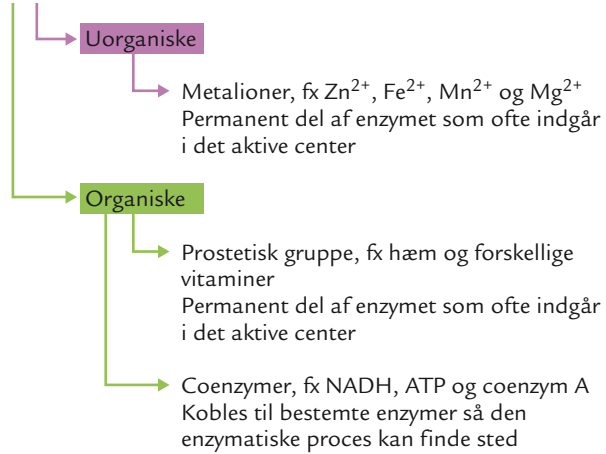 Uorganiske
Metalioner, fx Zn²⁺, Fe²⁺, Mn²⁺ og Mg²⁺
Permanent del af enzymet som ofte indgår
i det aktive center
Organiske
Prostetisk gruppe, fx hæm og forskellige
vitaminer
Permanent del af enzymet som ofte indgår
i det aktive center
Coenzymer, fx NADH, ATP og coenzym A
Kobles til bestemte enzymer så den
enzymatiske proces kan finde sted